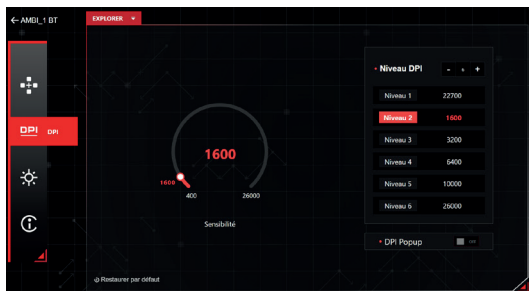 ← AMBI_1 BT
EXPLORER
DPI DPI
1600
1600
400 26000
Sensibilité
• Niveau DPI - 6 +
Niveau 1 22700
Niveau 2 1600
Niveau 3 3200
Niveau 4 6400
Niveau 5 10000
Niveau 6 26000
• DPI Popup
Restaurer par défaut